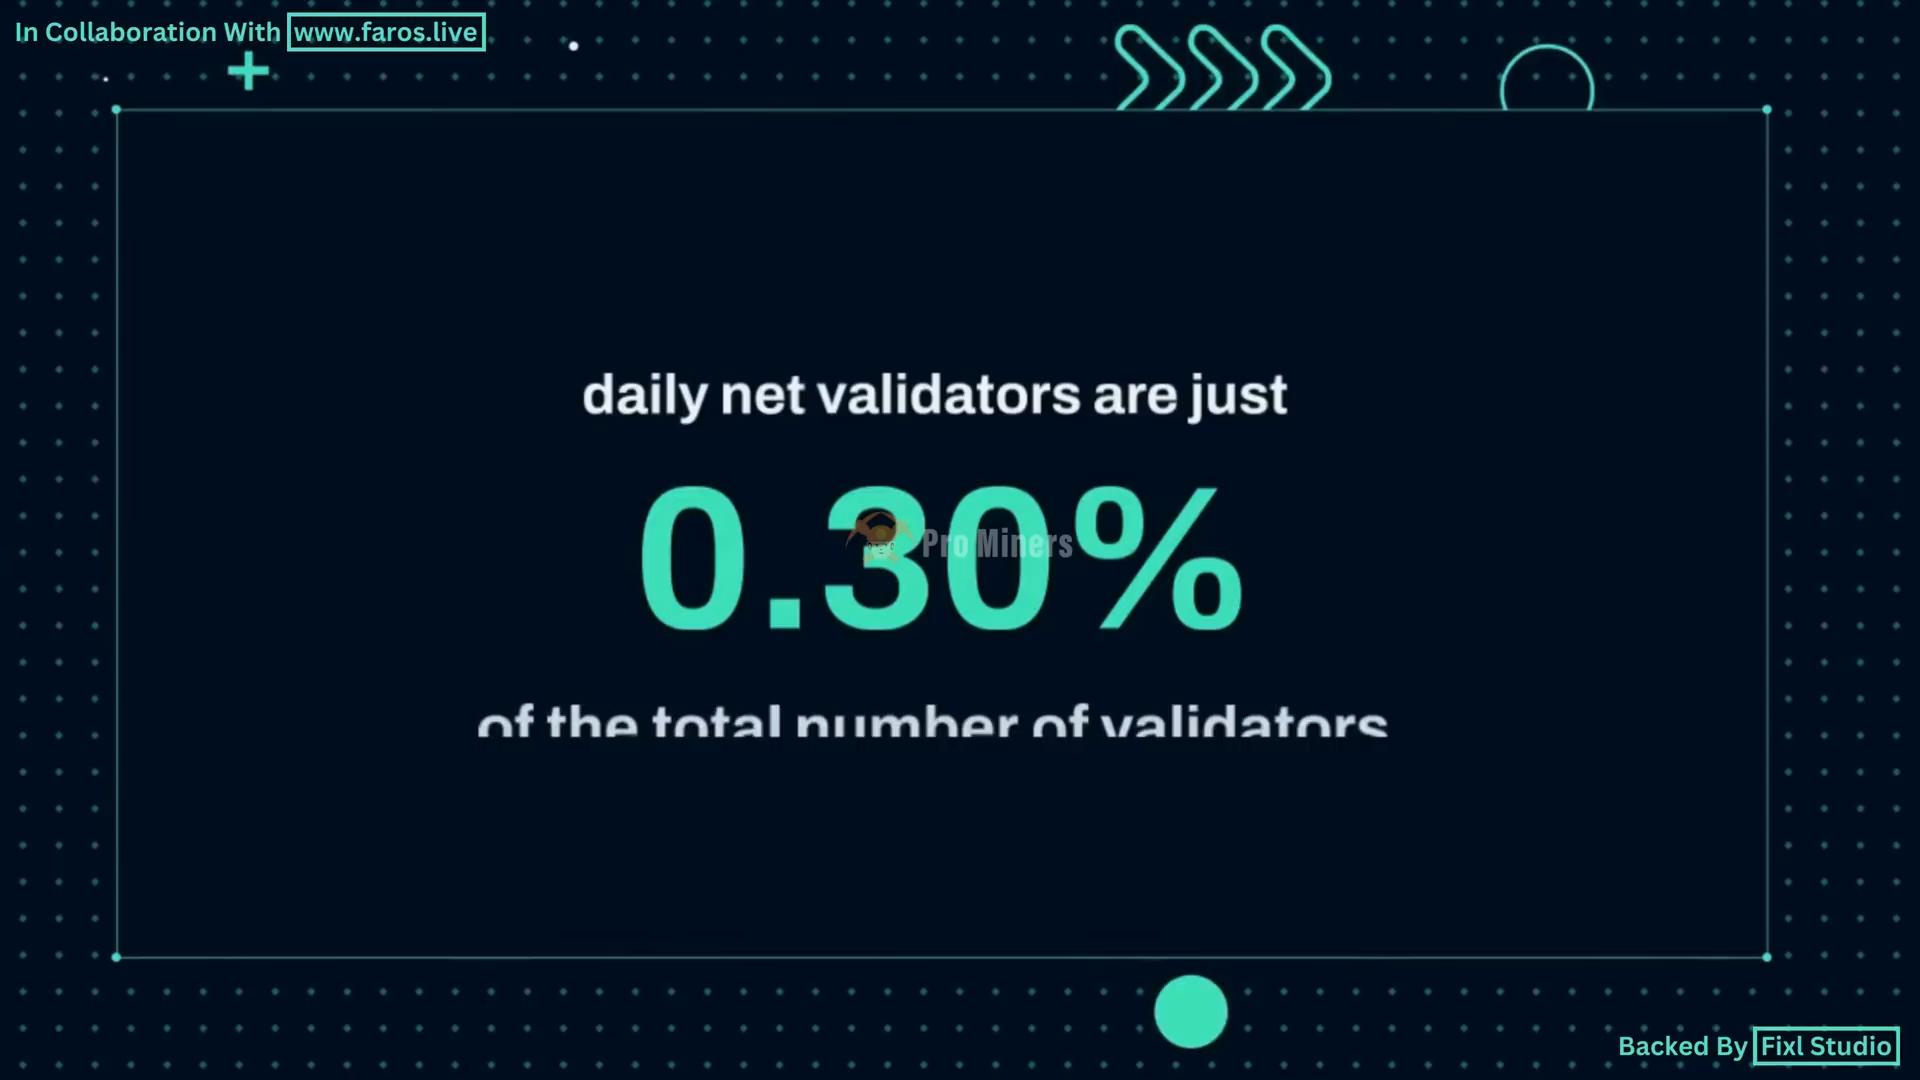 In Collaboration With www.faros.live
daily net validators are just
0.30%
Pro Miners
of the total number of validators
Backed By Fixl Studio